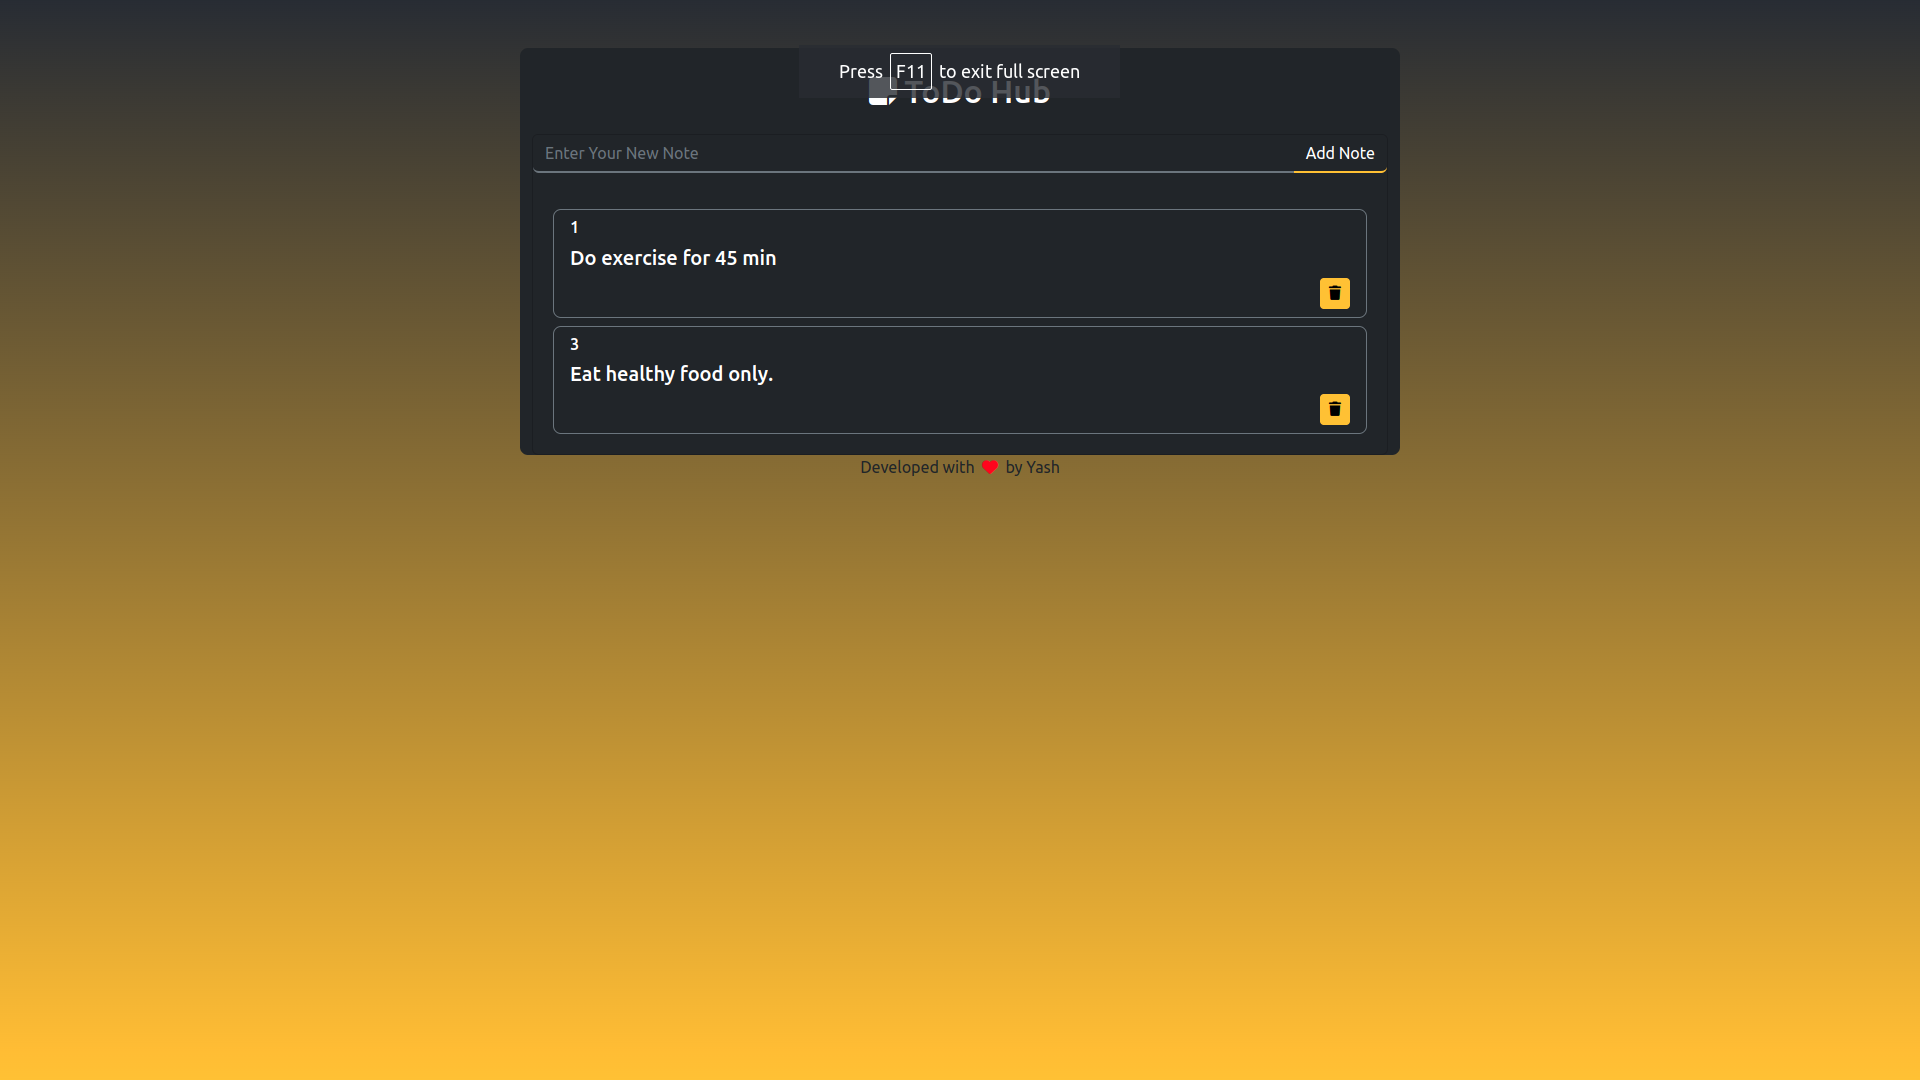 Press F11 to exit full screen
ToDo Hub
Enter Your New Note
Add Note
1
Do exercise for 45 min
3
Eat healthy food only.
Developed with by Yash